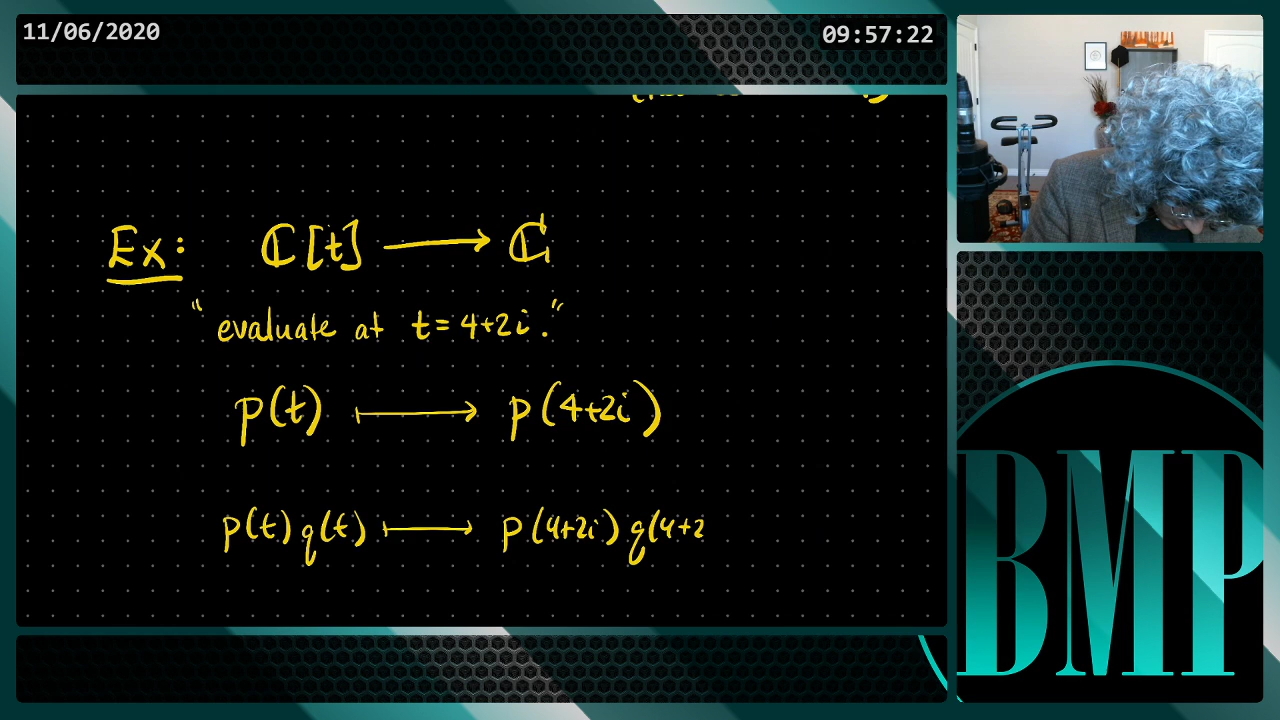 11/06/2020
09:57:22
Ex: ℂ[t] ⟶ ℂ
"evaluate at t=4+2i."
p(t) ⟼ p(4+2i)
p(t)q(t) ⟼ p(4+2i)q(4+2
BMP